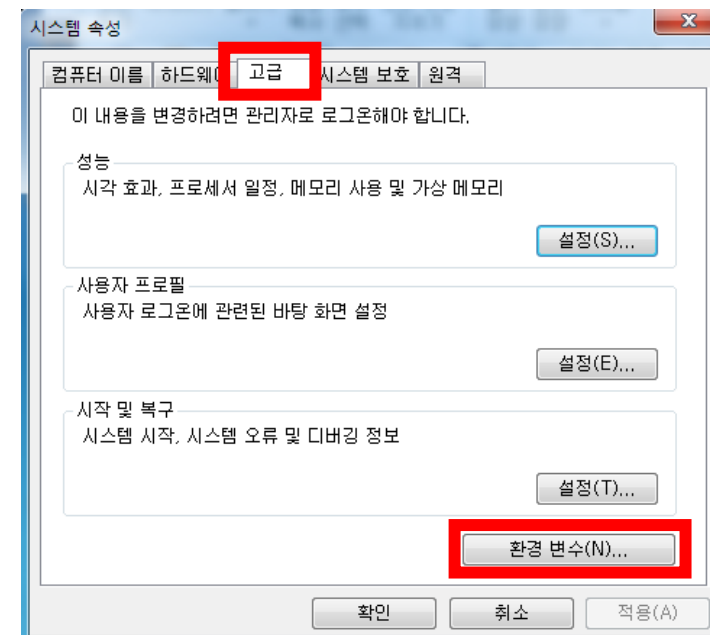 시스템 속성
컴퓨터 이름 하드웨어 고급 시스템 보호 원격
이 내용을 변경하려면 관리자로 로그온해야 합니다.
성능
시각 효과, 프로세서 일정, 메모리 사용 및 가상 메모리
설정(S)...
사용자 프로필
사용자 로그온에 관련된 바탕 화면 설정
설정(E)...
시작 및 복구
시스템 시작, 시스템 오류 및 디버깅 정보
설정(T)...
환경 변수(N)...
확인 취소 적용(A)